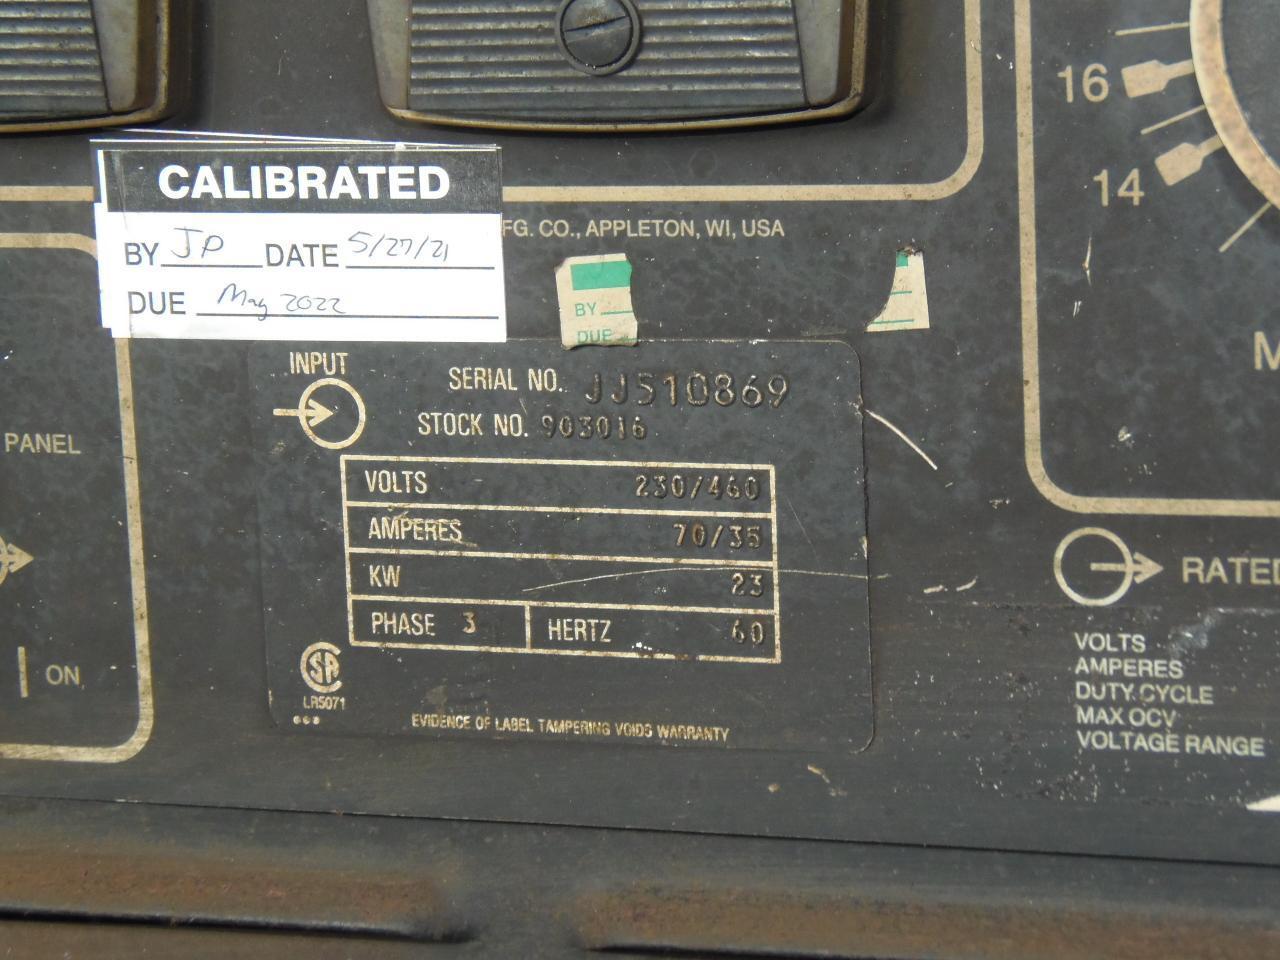 16
14
CALIBRATED
BY JP DATE 5/27/21
DUE May 2022
FG. CO., APPLETON, WI, USA
BY
DUE
INPUT
SERIAL NO. JJ510869
STOCK NO. 903016
PANEL
VOLTS 230/460
AMPERES 70/35
KW 23
PHASE 3 HERTZ 60
ON
SA
LR5071
EVIDENCE OF LABEL TAMPERING VOIDS WARRANTY
M
RATED
VOLTS
AMPERES
DUTY CYCLE
MAX OCV
VOLTAGE RANGE